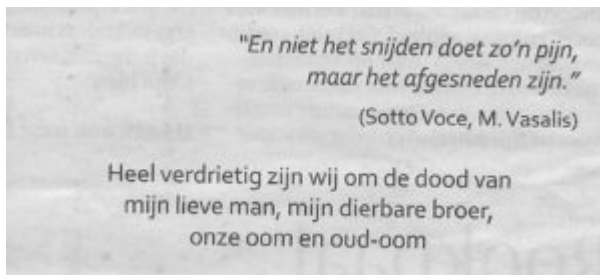 "En niet het snijden doet zo'n pijn,
maar het afgesneden zijn."
(Sotto Voce, M. Vasalis)
Heel verdrietig zijn wij om de dood van
mijn lieve man, mijn dierbare broer,
onze oom en oud-oom